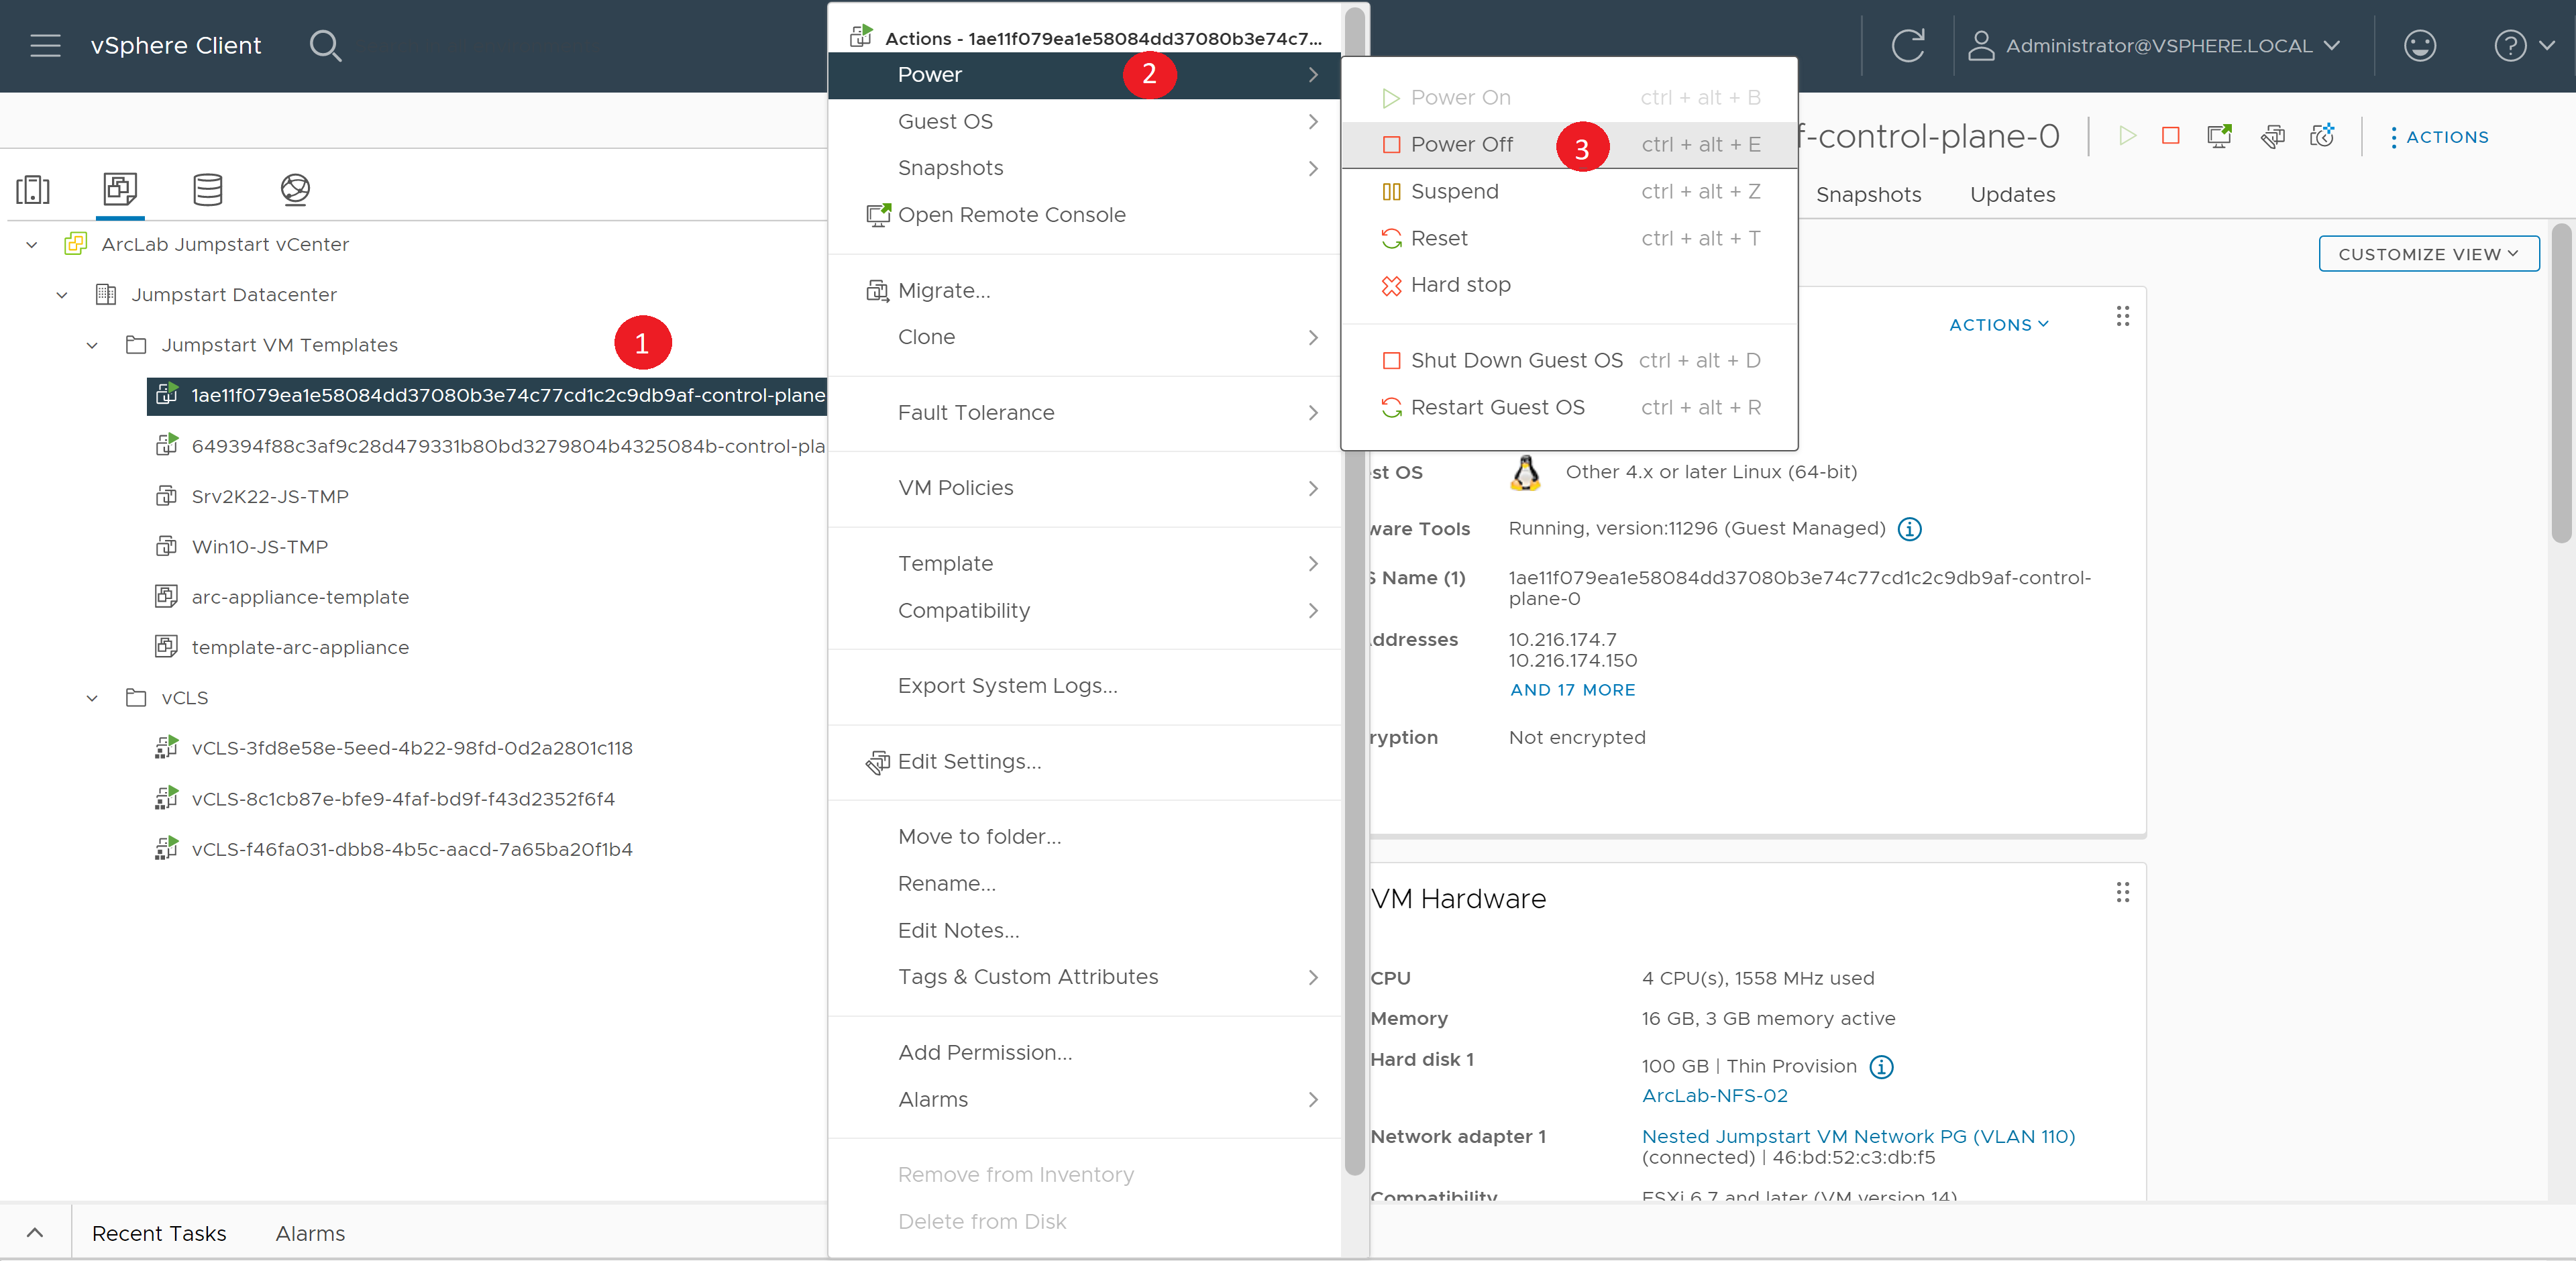 vSphere Client
Administrator@VSPHERE.LOCAL
ArcLab Jumpstart vCenter
Jumpstart Datacenter
Jumpstart VM Templates
1
1ae11f079ea1e58084dd37080b3e74c77cd1c2c9db9af-control-plane
649394f88c3af9c28d479331b80bd3279804b4325084b-control-pla
Srv2K22-JS-TMP
Win10-JS-TMP
arc-appliance-template
template-arc-appliance
vCLS
vCLS-3fd8e58e-5eed-4b22-98fd-0d2a2801c118
vCLS-8c1cb87e-bfe9-4faf-bd9f-f43d2352f6f4
vCLS-f46fa031-dbb8-4b5c-aacd-7a65ba20f1b4
Recent Tasks
Alarms
Actions - 1ae11f079ea1e58084dd37080b3e74c7...
Power
2
Guest OS
Snapshots
Open Remote Console
Migrate...
Clone
Fault Tolerance
VM Policies
Template
Compatibility
Export System Logs...
Edit Settings...
Move to folder...
Rename...
Edit Notes...
Tags & Custom Attributes
Add Permission...
Alarms
Remove from Inventory
Delete from Disk
Power On ctrl + alt + B
Power Off 3 ctrl + alt + E
Suspend ctrl + alt + Z
Reset ctrl + alt + T
Hard stop
Shut Down Guest OS ctrl + alt + D
Restart Guest OS ctrl + alt + R
f-control-plane-0
ACTIONS
Snapshots
Updates
CUSTOMIZE VIEW
ACTIONS
st OS Other 4.x or later Linux (64-bit)
ware Tools Running, version:11296 (Guest Managed)
S Name (1) 1ae11f079ea1e58084dd37080b3e74c77cd1c2c9db9af-control-
plane-0
ddresses 10.216.174.7
10.216.174.150
AND 17 MORE
ryption Not encrypted
VM Hardware
CPU 4 CPU(s), 1558 MHz used
Memory 16 GB, 3 GB memory active
Hard disk 1 100 GB | Thin Provision
ArcLab-NFS-02
Network adapter 1 Nested Jumpstart VM Network PG (VLAN 110)
(connected) | 46:bd:52:c3:db:f5
Compatibility ESXi 6.7 and later (VM version 14)